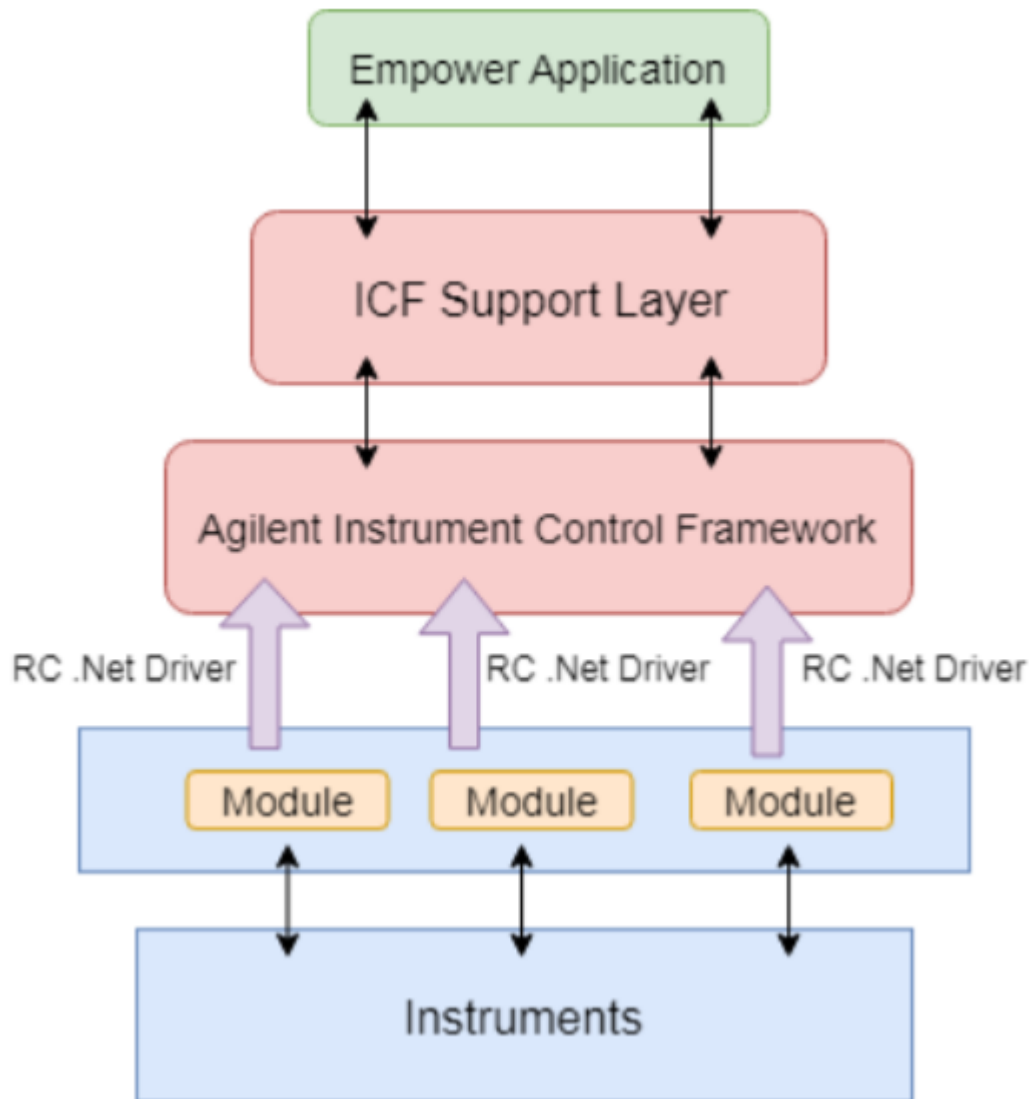 Empower Application
ICF Support Layer
Agilent Instrument Control Framework
RC .Net Driver
RC .Net Driver
RC .Net Driver
Module
Module
Module
Instruments